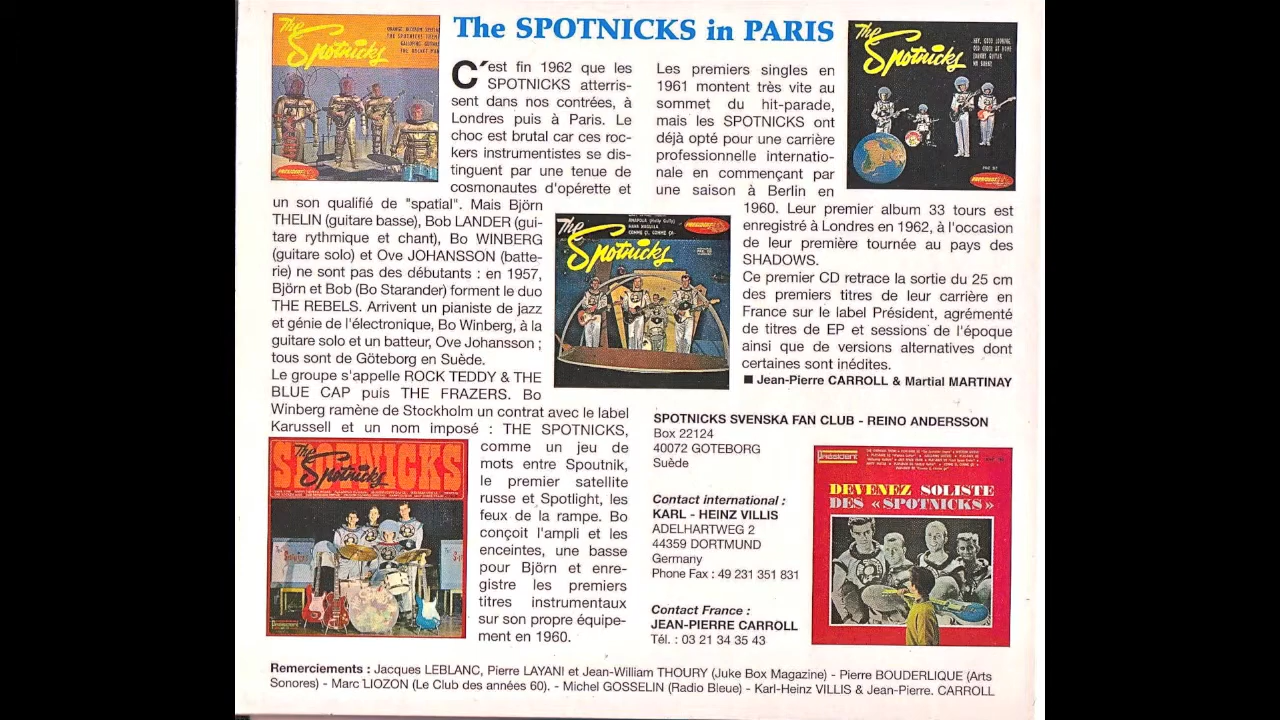 The SPOTNICKS in PARIS
C'est fin 1962 que les
SPOTNICKS atterris-
sent dans nos contrées, à
Londres puis à Paris. Le
choc est brutal car ces roc-
kers instrumentistes se dis-
tinguent par une tenue de
cosmonautes d'opérette et
un son qualifié de "spatial". Mais Björn
THELIN (guitare basse), Bob LANDER (gui-
tare rythmique et chant), Bo WINBERG
(guitare solo) et Ove JOHANSSON (batte-
rie) ne sont pas des débutants : en 1957,
Björn et Bob (Bo Starander) forment le duo
THE REBELS. Arrivent un pianiste de jazz
et génie de l'électronique, Bo Winberg, à la
guitare solo et un batteur, Ove Johansson ;
tous sont de Göteborg en Suède.
Le groupe s'appelle ROCK TEDDY & THE
BLUE CAP puis THE FRAZERS. Bo
Winberg ramène de Stockholm un contrat avec le label
Karussell et un nom imposé : THE SPOTNICKS,
comme un jeu de
mots entre Spoutnik,
le premier satellite
russe et Spotlight, les
feux de la rampe. Bo
conçoit l'ampli et les
enceintes, une basse
pour Björn et enre-
gistre les premiers
titres instrumentaux
sur son propre équipe-
ment en 1960.
Les premiers singles en
1961 montent très vite au
sommet du hit-parade,
mais les SPOTNICKS ont
déjà opté pour une carrière
professionnelle internatio-
nale en commençant par
une saison à Berlin en
1960. Leur premier album 33 tours est
enregistré à Londres en 1962, à l'occasion
de leur première tournée au pays des
SHADOWS.
Ce premier CD retrace la sortie du 25 cm
des premiers titres de leur carrière en
France sur le label Président, agrémenté
de titres de EP et sessions de l'époque
ainsi que de versions alternatives dont
certaines sont inédites.
■ Jean-Pierre CARROLL & Martial MARTINAY
SPOTNICKS SVENSKA FAN CLUB - REINO ANDERSSON
Box 22124
40072 GOTEBORG
Suède
Contact international :
KARL - HEINZ VILLIS
ADELHARTWEG 2
44359 DORTMUND
Germany
Phone Fax : 49 231 351 831
Contact France :
JEAN-PIERRE CARROLL
Tél. : 03 21 34 35 43
The Spotnicks
The Spotnicks
The Spotnicks
SPOTNICKS
The Spotnicks
Président
DEVENEZ SOLISTE
DES «SPOTNICKS»
Remerciements : Jacques LEBLANC, Pierre LAYANI et Jean-William THOURY (Juke Box Magazine) - Pierre BOUDERLIQUE (Arts
Sonores) - Marc LIOZON (Le Club des années 60). - Michel GOSSELIN (Radio Bleue) - Karl-Heinz VILLIS & Jean-Pierre. CARROLL